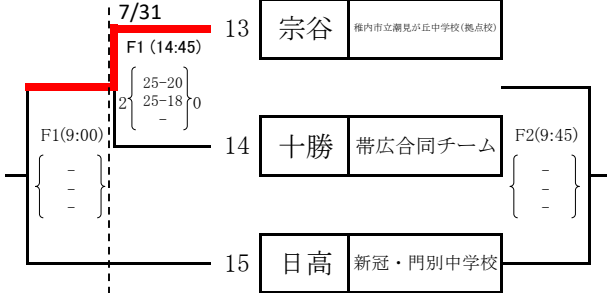 7/31
13 宗谷 稚内市立潮見が丘中学校(拠点校)
F1 (14:45)
25-20
2 25-18 0
-
F1(9:00)
-
-
-
14 十勝 帯広合同チーム
F2(9:45)
-
-
-
15 日高 新冠・門別中学校